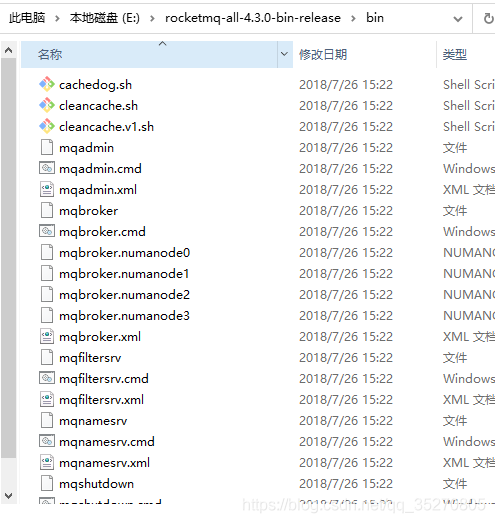 此电脑 > 本地磁盘 (E:) > rocketmq-all-4.3.0-bin-release > bin
名称 修改日期 类型
cachedog.sh 2018/7/26 15:22 Shell Scri
cleancache.sh 2018/7/26 15:22 Shell Scri
cleancache.v1.sh 2018/7/26 15:22 Shell Scri
mqadmin 2018/7/26 15:22 文件
mqadmin.cmd 2018/7/26 15:22 Windows
mqadmin.xml 2018/7/26 15:22 XML 文档
mqbroker 2018/7/26 15:22 文件
mqbroker.cmd 2018/7/26 15:22 Windows
mqbroker.numanode0 2018/7/26 15:22 NUMANO
mqbroker.numanode1 2018/7/26 15:22 NUMANO
mqbroker.numanode2 2018/7/26 15:22 NUMANO
mqbroker.numanode3 2018/7/26 15:22 NUMANO
mqbroker.xml 2018/7/26 15:22 XML 文档
mqfiltersrv 2018/7/26 15:22 文件
mqfiltersrv.cmd 2018/7/26 15:22 Windows
mqfiltersrv.xml 2018/7/26 15:22 XML 文档
mqnamesrv 2018/7/26 15:22 文件
mqnamesrv.cmd 2018/7/26 15:22 Windows
mqnamesrv.xml 2018/7/26 15:22 XML 文档
mqshutdown 2018/7/26 15:22 文件
mqshutdown.cmd